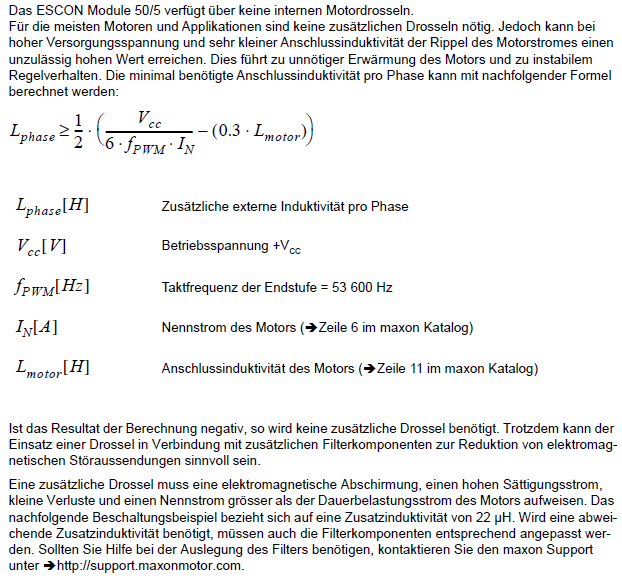 Das ESCON Module 50/5 verfügt über keine internen Motordrosseln.
Für die meisten Motoren und Applikationen sind keine zusätzlichen Drosseln nötig. Jedoch kann bei
hoher Versorgungsspannung und sehr kleiner Anschlussinduktivität der Rippel des Motorstromes einen
unzulässig hohen Wert erreichen. Dies führt zu unnötiger Erwärmung des Motors und zu instabilem
Regelverhalten. Die minimal benötigte Anschlussinduktivität pro Phase kann mit nachfolgender Formel
berechnet werden:
L_phase ≥ 1/2 · (V_cc / (6 · f_PWM · I_N) − (0.3 · L_motor))
L_phase[H] Zusätzliche externe Induktivität pro Phase
V_cc[V] Betriebsspannung +V_CC
f_PWM[Hz] Taktfrequenz der Endstufe = 53 600 Hz
I_N[A] Nennstrom des Motors (➔Zeile 6 im maxon Katalog)
L_motor[H] Anschlussinduktivität des Motors (➔Zeile 11 im maxon Katalog)
Ist das Resultat der Berechnung negativ, so wird keine zusätzliche Drossel benötigt. Trotzdem kann der
Einsatz einer Drossel in Verbindung mit zusätzlichen Filterkomponenten zur Reduktion von elektromag-
netischen Störaussendungen sinnvoll sein.
Eine zusätzliche Drossel muss eine elektromagnetische Abschirmung, einen hohen Sättigungsstrom,
kleine Verluste und einen Nennstrom grösser als der Dauerbelastungsstrom des Motors aufweisen. Das
nachfolgende Beschaltungsbeispiel bezieht sich auf eine Zusatzinduktivität von 22 µH. Wird eine abwei-
chende Zusatzinduktivität benötigt, müssen auch die Filterkomponenten entsprechend angepasst wer-
den. Sollten Sie Hilfe bei der Auslegung des Filters benötigen, kontaktieren Sie den maxon Support
unter ➔http://support.maxonmotor.com.